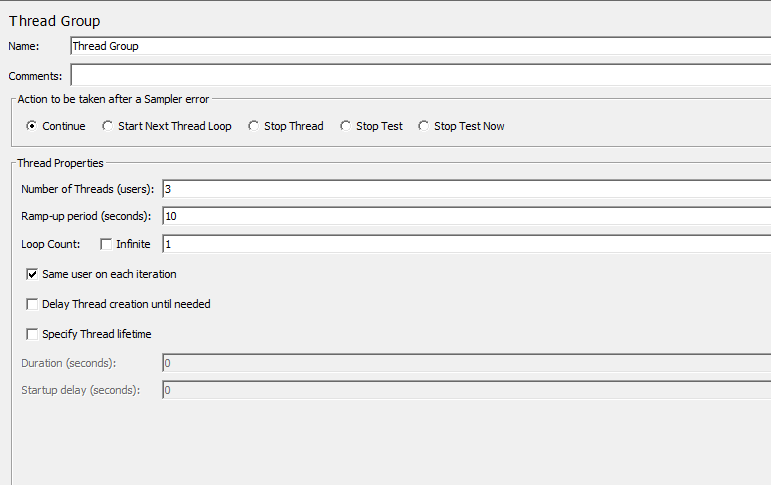 Thread Group
Name: Thread Group
Comments:
Action to be taken after a Sampler error
Continue Start Next Thread Loop Stop Thread Stop Test Stop Test Now
Thread Properties
Number of Threads (users): 3
Ramp-up period (seconds): 10
Loop Count: Infinite 1
Same user on each iteration
Delay Thread creation until needed
Specify Thread lifetime
Duration (seconds): 0
Startup delay (seconds): 0